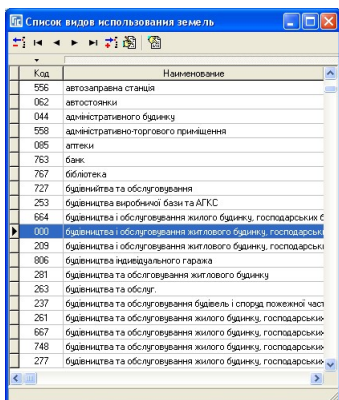 Список видов использования земель
Код Наименование
556 автозаправна станція
062 автостоянки
044 адміністративного будинку
558 адміністративно-торгового приміщення
085 аптеки
763 банк
767 бібліотека
727 будівнийтва та обслуговування
253 будівництва виробничої бази та АГКС
664 будівництва і обслуговування жилого будинку, господарських б
000 будівництва і обслуговування житлового будинку, господарськи
209 будівництва і обслуговування житлового будинку, господарськи
806 будівництва індивідуального гаража
281 будівництва та обслговування житлового будинку
263 будівництва та обслуг.
237 будівництва та обслуговування будівель і споруд пожежної част
261 будівництва та обслуговування жилого будинку, господарських
667 будівництва та обслуговування жилого будинку, господарських
748 будівництва та обслуговування жилого будинку, господарських
277 будівництва та обслуговування жилого будинку, господарських